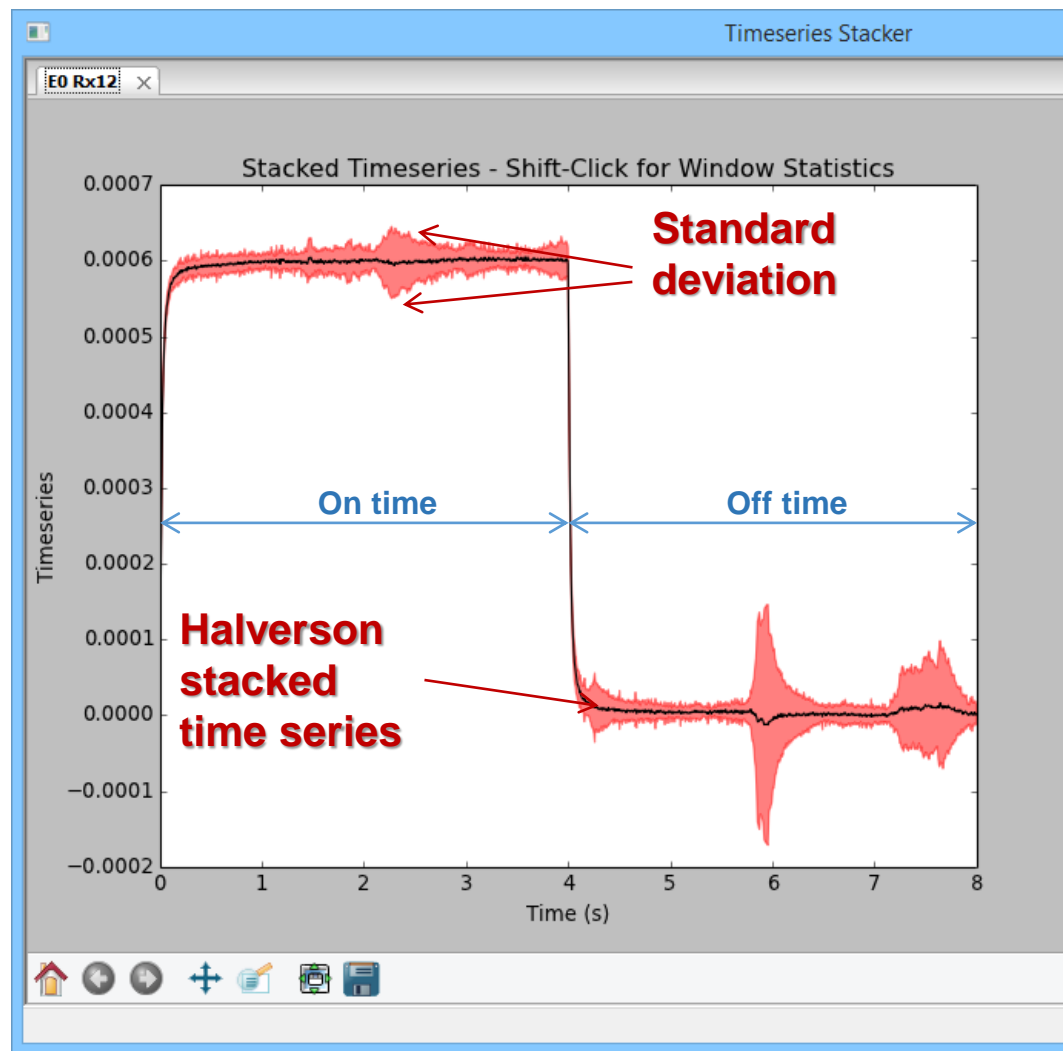 Timeseries Stacker
E0 Rx12
Stacked Timeseries - Shift-Click for Window Statistics
0.0007
0.0006
0.0005
0.0004
0.0003
0.0002
0.0001
0.0000
−0.0001
−0.0002
Timeseries
Standard
deviation
On time
Off time
Halverson
stacked
time series
0 1 2 3 4 5 6 7 8
Time (s)